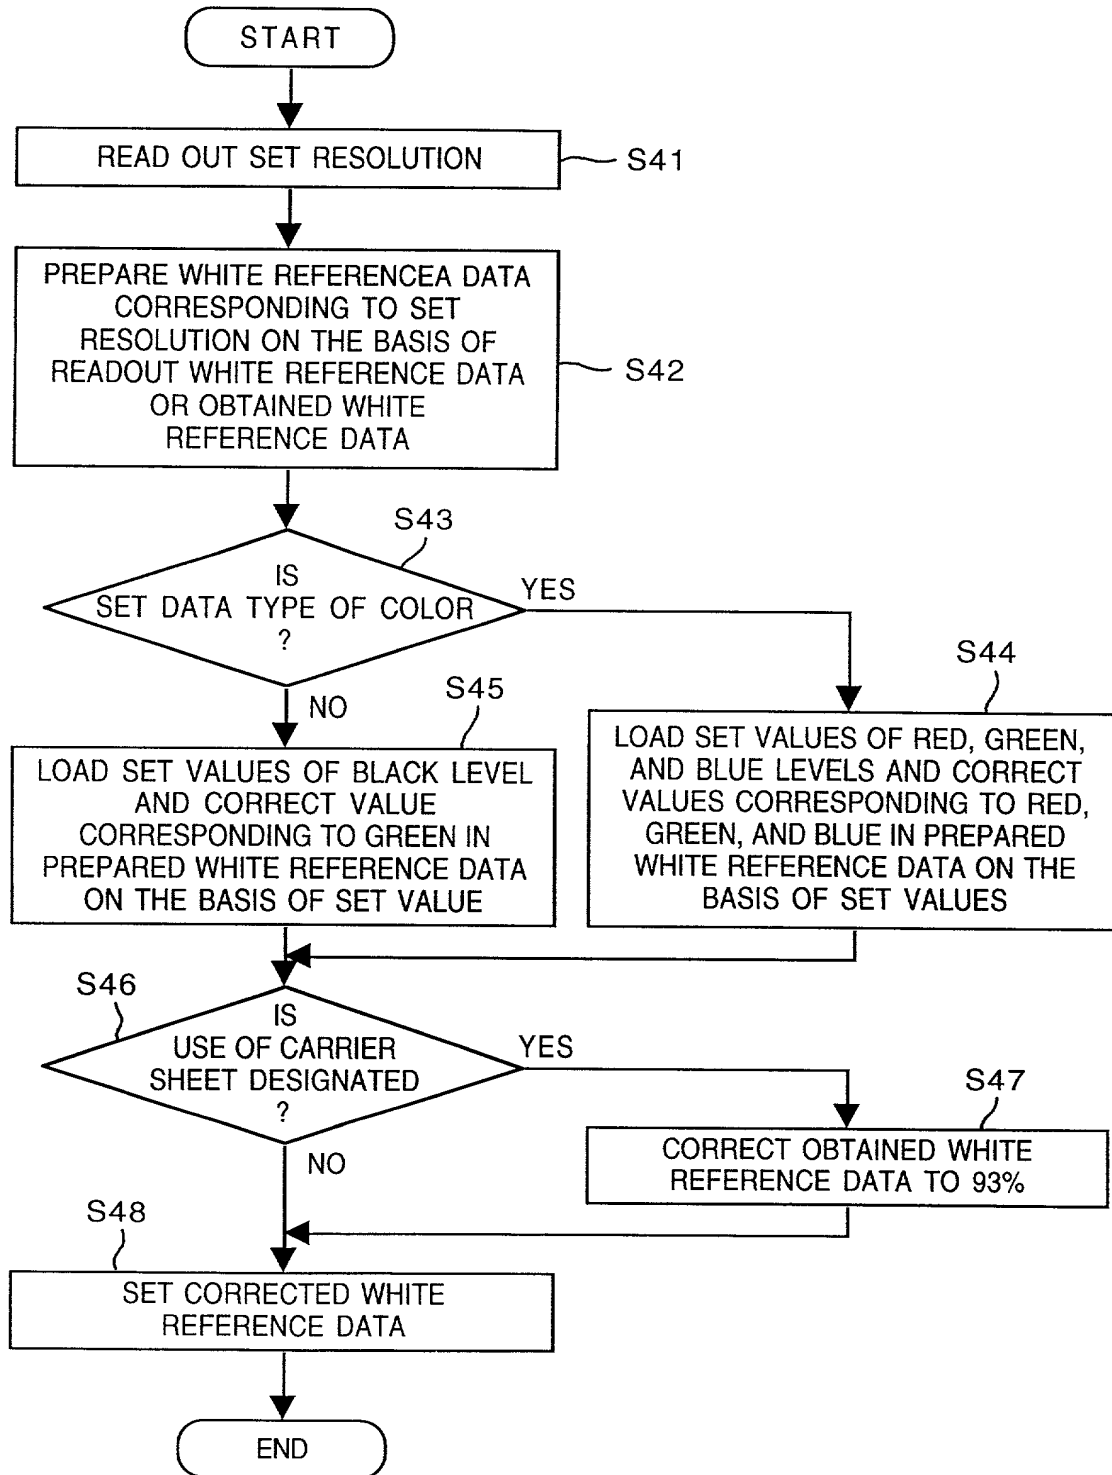 START
READ OUT SET RESOLUTION
S41
PREPARE WHITE REFERENCEA DATA
CORRESPONDING TO SET
RESOLUTION ON THE BASIS OF
READOUT WHITE REFERENCE DATA
OR OBTAINED WHITE
REFERENCE DATA
S42
S43
IS
SET DATA TYPE OF COLOR
?
YES
NO
S44
LOAD SET VALUES OF RED, GREEN,
AND BLUE LEVELS AND CORRECT
VALUES CORRESPONDING TO RED,
GREEN, AND BLUE IN PREPARED
WHITE REFERENCE DATA ON THE
BASIS OF SET VALUES
S45
LOAD SET VALUES OF BLACK LEVEL
AND CORRECT VALUE
CORRESPONDING TO GREEN IN
PREPARED WHITE REFERENCE DATA
ON THE BASIS OF SET VALUE
S46
IS
USE OF CARRIER
SHEET DESIGNATED
?
YES
NO
S47
CORRECT OBTAINED WHITE
REFERENCE DATA TO 93%
S48
SET CORRECTED WHITE
REFERENCE DATA
END